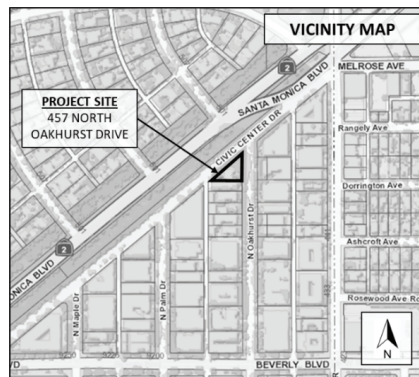 VICINITY MAP
MELROSE AVE
2
SANTA MONICA BLVD
PROJECT SITE
457 NORTH
OAKHURST DRIVE
CIVIC CENTER DR
Rangely Ave
Dorrington Ave
N Oakhurst Dr
Ashcroft Ave
2
MONICA BLVD
N Maple Dr
N Palm Dr
Rosewood Ave
N
BEVERLY BLVD